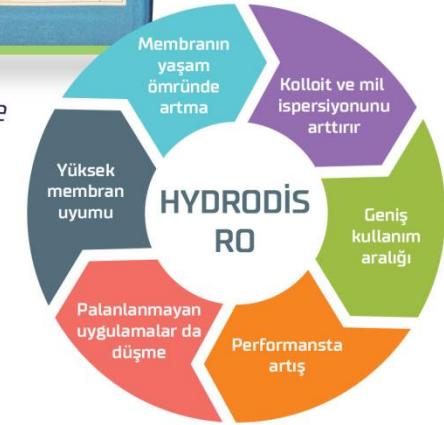 Membranın
yaşam
ömründe
artma
Kolloit ve mil
ispersiyonunu
arttırır
Geniş
kullanım
aralığı
Performansta
artış
Palanlanmayan
uygulamalar da
düşme
Yüksek
membran
uyumu
HYDRODİS
RO